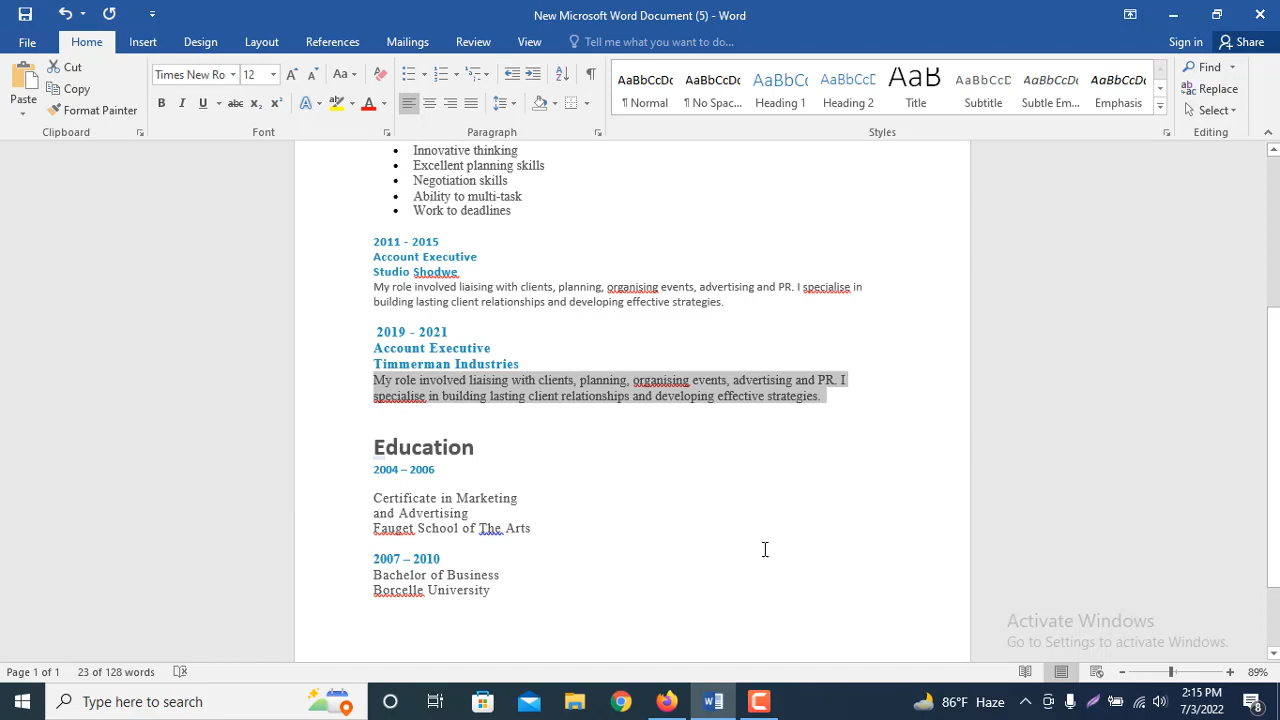 New Microsoft Word Document (5) - Word
File Home Insert Design Layout References Mailings Review View Tell me what you want to do... Sign in Share
Paste
Cut
Copy
Format Painter
Clipboard
Times New Ro 12
Font
Paragraph
AaBbCcDc AaBbCcDc AaBbCc AaBbCcD AaB AaBbCcD AaBbCcDc AaBbCcDc
¶ Normal ¶ No Spac... Heading Heading 2 Title Subtitle Subtle Em... Emphasis
Styles
Find
Replace
Select
Editing
• Innovative thinking
• Excellent planning skills
• Negotiation skills
• Ability to multi-task
• Work to deadlines
2011 - 2015
Account Executive
Studio Shodwe
My role involved liaising with clients, planning, organising events, advertising and PR. I specialise in
building lasting client relationships and developing effective strategies.
2019 - 2021
Account Executive
Timmerman Industries
My role involved liaising with clients, planning, organising events, advertising and PR. I
specialise in building lasting client relationships and developing effective strategies.
Education
2004 – 2006
Certificate in Marketing
and Advertising
Fauget School of The Arts
2007 – 2010
Bachelor of Business
Borcelle University
Activate Windows
Go to Settings to activate Windows.
Page 1 of 1 23 of 128 words 89%
Type here to search
86°F Haze
2:15 PM
7/3/2022
8